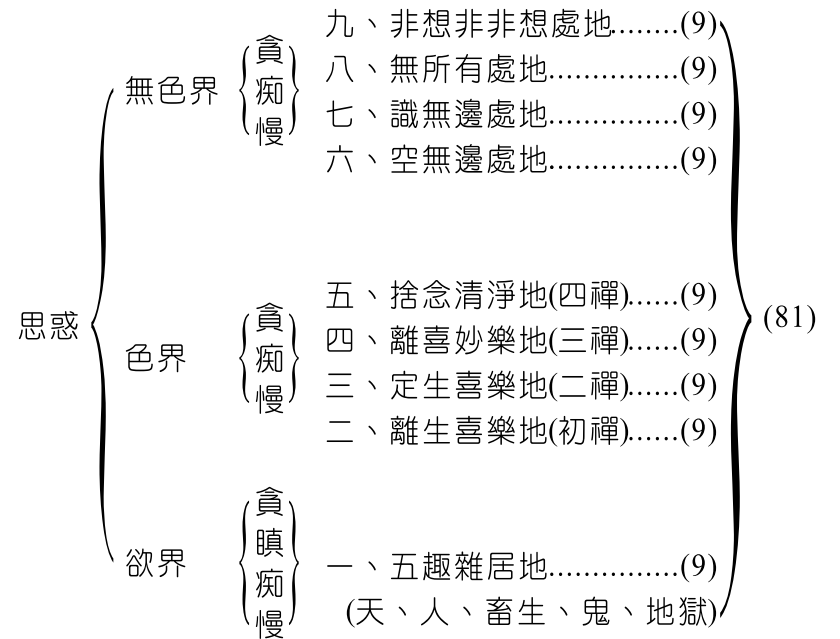 思惑
無色界
貪
痴
慢
九、非想非非想處地........(9)
八、無所有處地...............(9)
七、識無邊處地...............(9)
六、空無邊處地...............(9)
色界
貪
痴
慢
五、捨念清淨地(四禪)......(9)
四、離喜妙樂地(三禪)......(9)
三、定生喜樂地(二禪)......(9)
二、離生喜樂地(初禪)......(9)
欲界
貪
瞋
痴
慢
一、五趣雜居地...............(9)
(天、人、畜生、鬼、地獄)
(81)